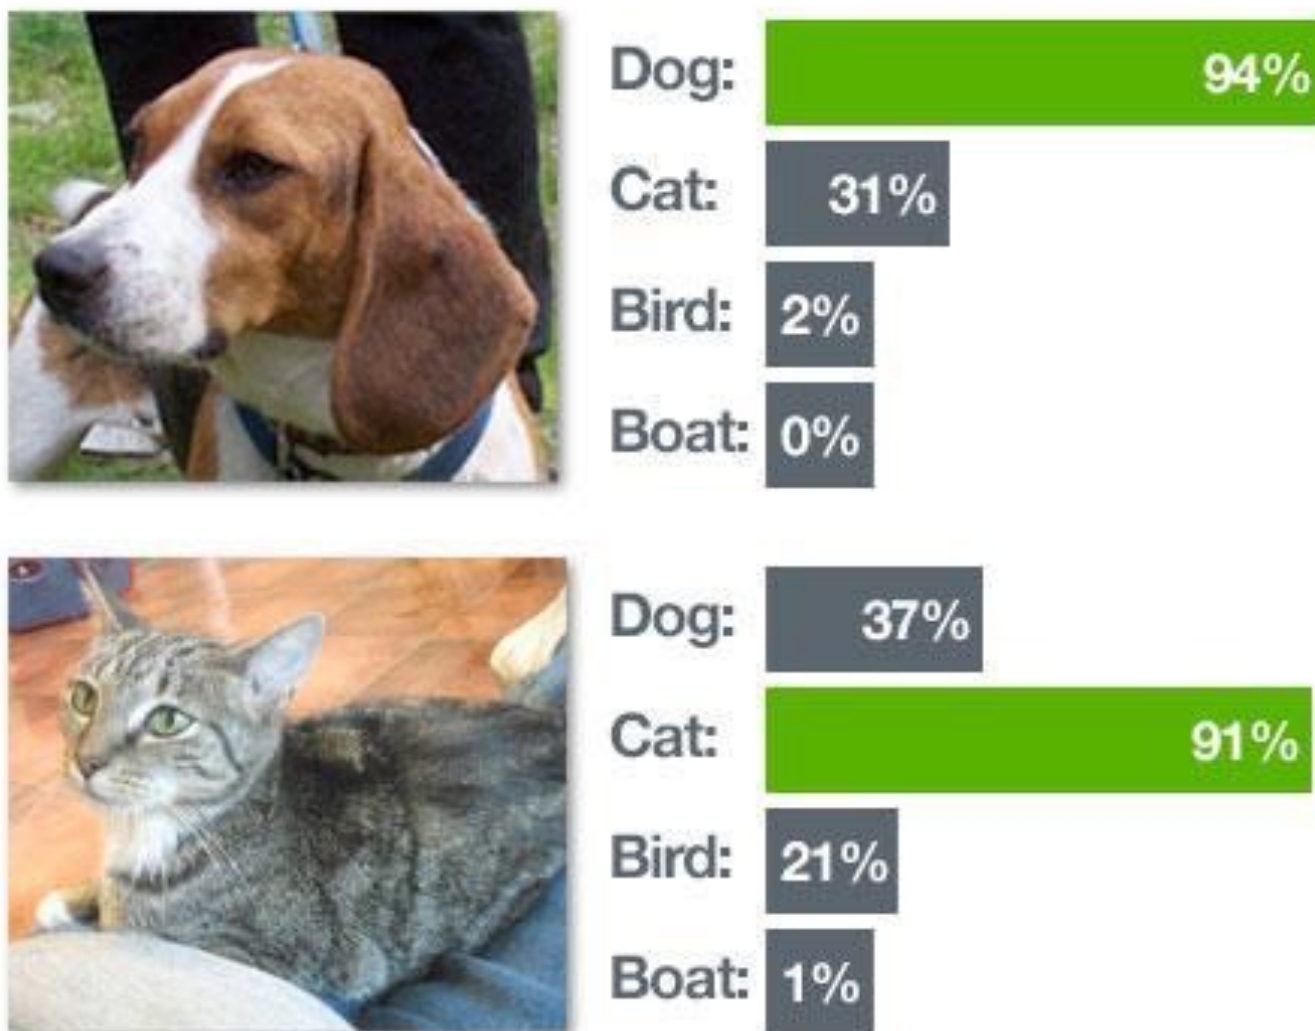 Dog: 94%
Cat: 31%
Bird: 2%
Boat: 0%
Dog: 37%
Cat: 91%
Bird: 21%
Boat: 1%